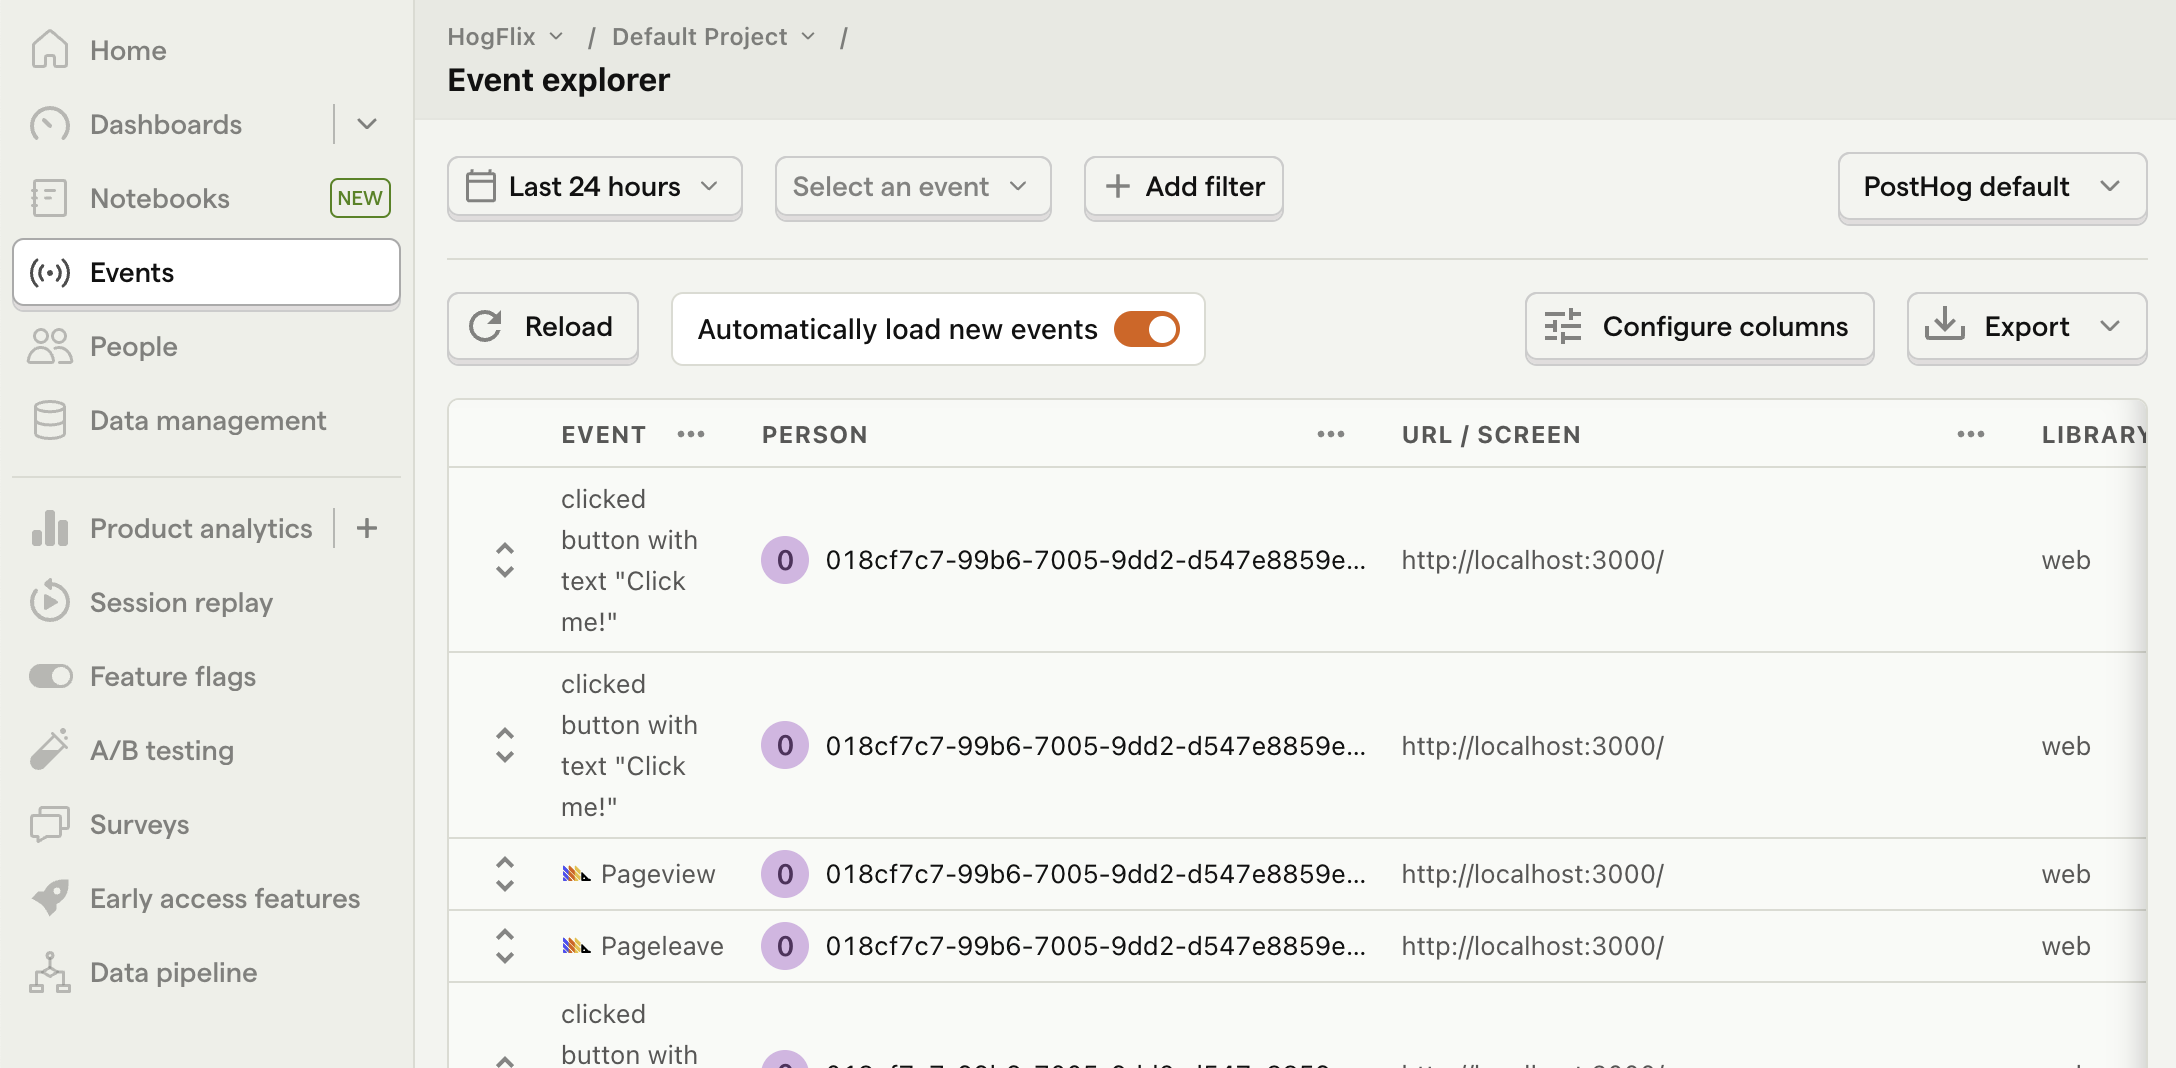 Home
Dashboards
Notebooks NEW
Events
People
Data management
Product analytics
Session replay
Feature flags
A/B testing
Surveys
Early access features
Data pipeline
HogFlix / Default Project /
Event explorer
Last 24 hours Select an event Add filter PostHog default
Reload Automatically load new events Configure columns Export
EVENT ••• PERSON ••• URL / SCREEN ••• LIBRARY
clicked
button with
text "Click
me!"
0 018cf7c7-99b6-7005-9dd2-d547e8859e... http://localhost:3000/ web
clicked
button with
text "Click
me!"
0 018cf7c7-99b6-7005-9dd2-d547e8859e... http://localhost:3000/ web
Pageview 0 018cf7c7-99b6-7005-9dd2-d547e8859e... http://localhost:3000/ web
Pageleave 0 018cf7c7-99b6-7005-9dd2-d547e8859e... http://localhost:3000/ web
clicked
button with